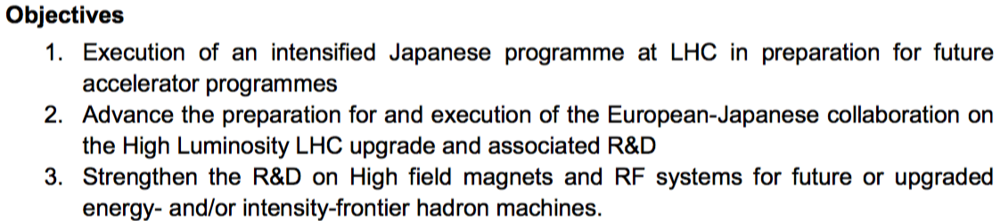 Objectives
1. Execution of an intensified Japanese programme at LHC in preparation for future
accelerator programmes
2. Advance the preparation for and execution of the European-Japanese collaboration on
the High Luminosity LHC upgrade and associated R&D
3. Strengthen the R&D on High field magnets and RF systems for future or upgraded
energy- and/or intensity-frontier hadron machines.